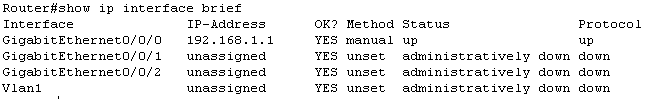 Router#show ip interface brief
Interface IP-Address OK? Method Status Protocol
GigabitEthernet0/0/0 192.168.1.1 YES manual up up
GigabitEthernet0/0/1 unassigned YES unset administratively down down
GigabitEthernet0/0/2 unassigned YES unset administratively down down
Vlan1 unassigned YES unset administratively down down